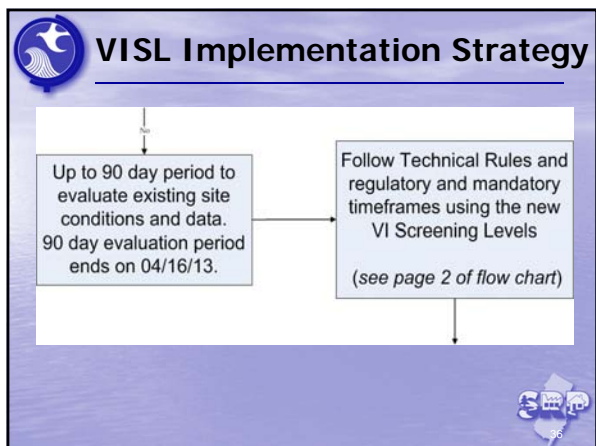 VISL Implementation Strategy
No
Up to 90 day period to
evaluate existing site
conditions and data.
90 day evaluation period
ends on 04/16/13.
Follow Technical Rules and
regulatory and mandatory
timeframes using the new
VI Screening Levels
(see page 2 of flow chart)
SRP
36